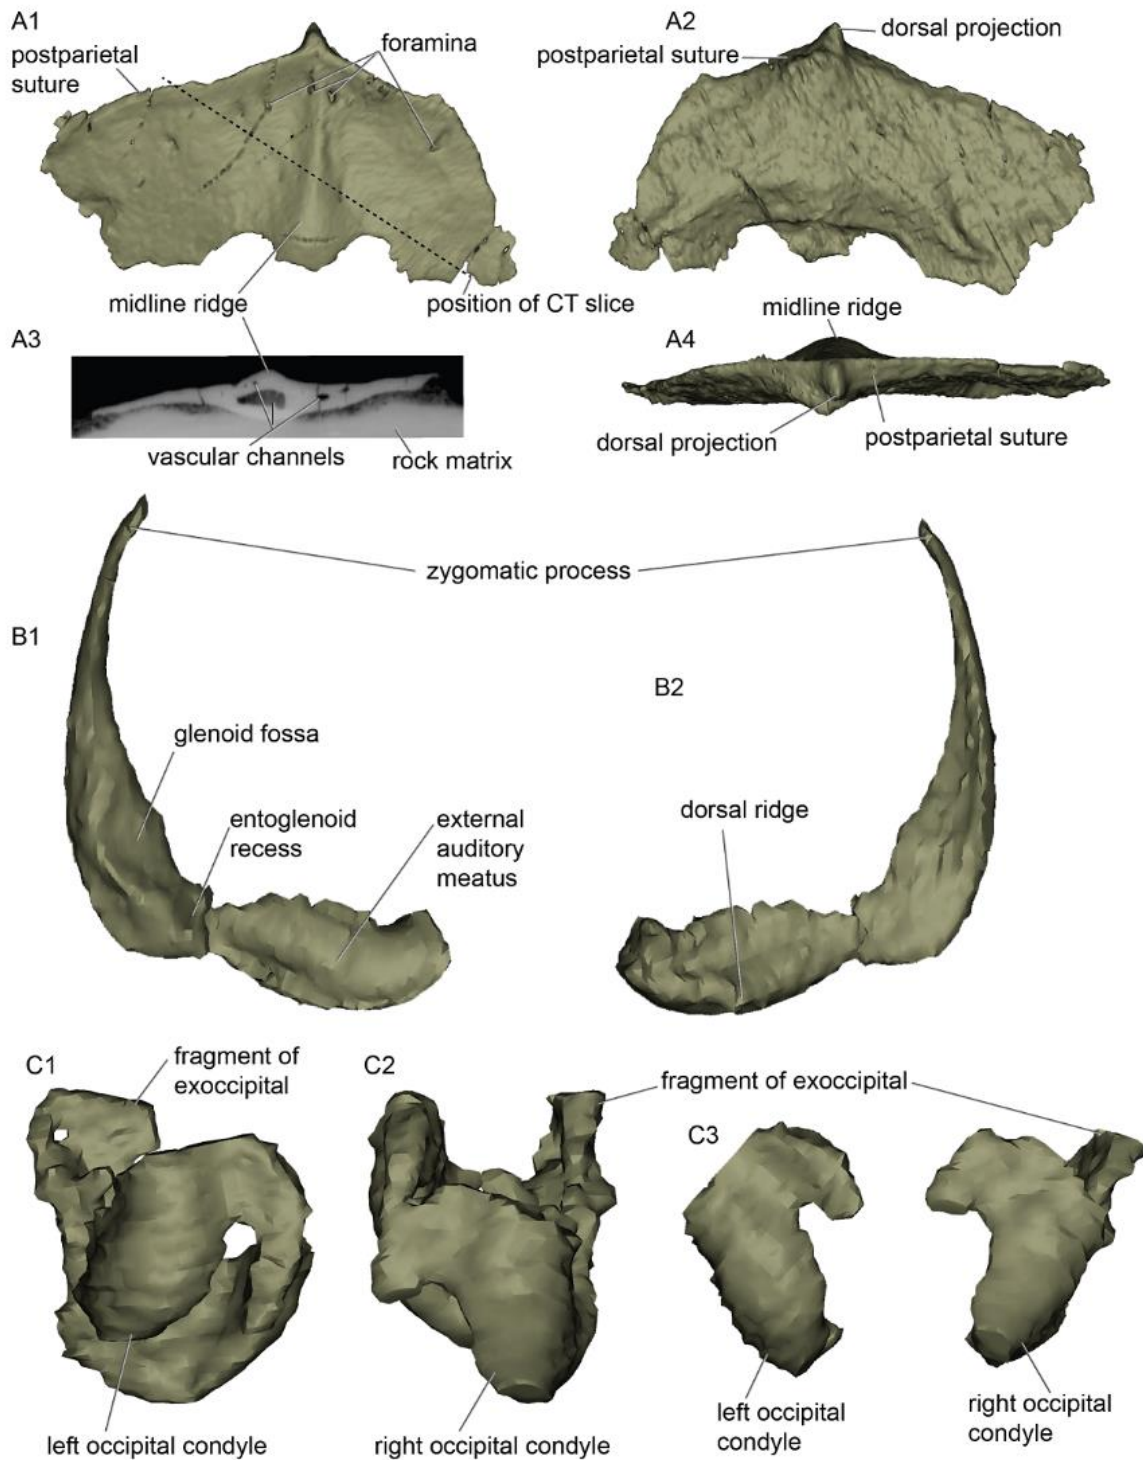 A1
postparietal
suture
foramina
A2
postparietal suture
dorsal projection
midline ridge
position of CT slice
A3
vascular channels
rock matrix
midline ridge
A4
dorsal projection
postparietal suture
zygomatic process
B1
B2
glenoid fossa
entoglenoid
recess
external
auditory
meatus
dorsal ridge
C1
fragment of
exoccipital
C2
fragment of exoccipital
C3
left occipital condyle
right occipital condyle
left occipital
condyle
right occipital
condyle